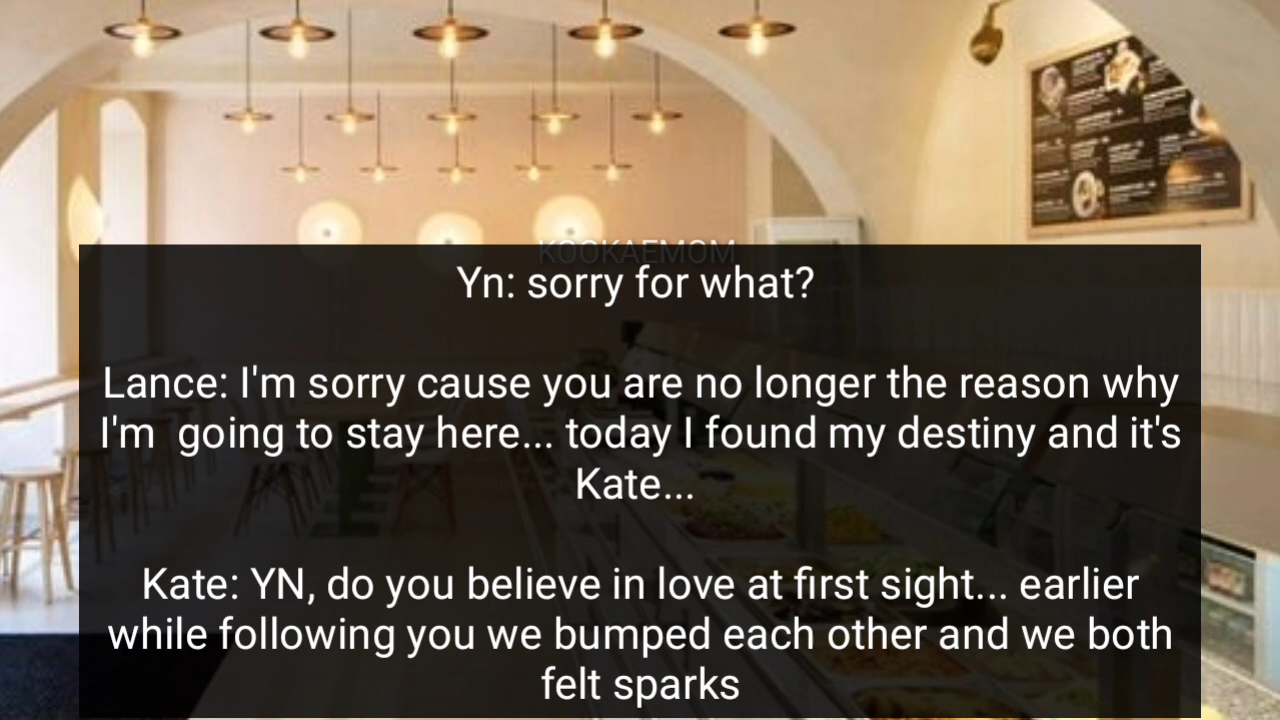 KOOKAEMOM
Yn: sorry for what?
Lance: I'm sorry cause you are no longer the reason why
I'm  going to stay here... today I found my destiny and it's
Kate...
Kate: YN, do you believe in love at first sight... earlier
while following you we bumped each other and we both
felt sparks